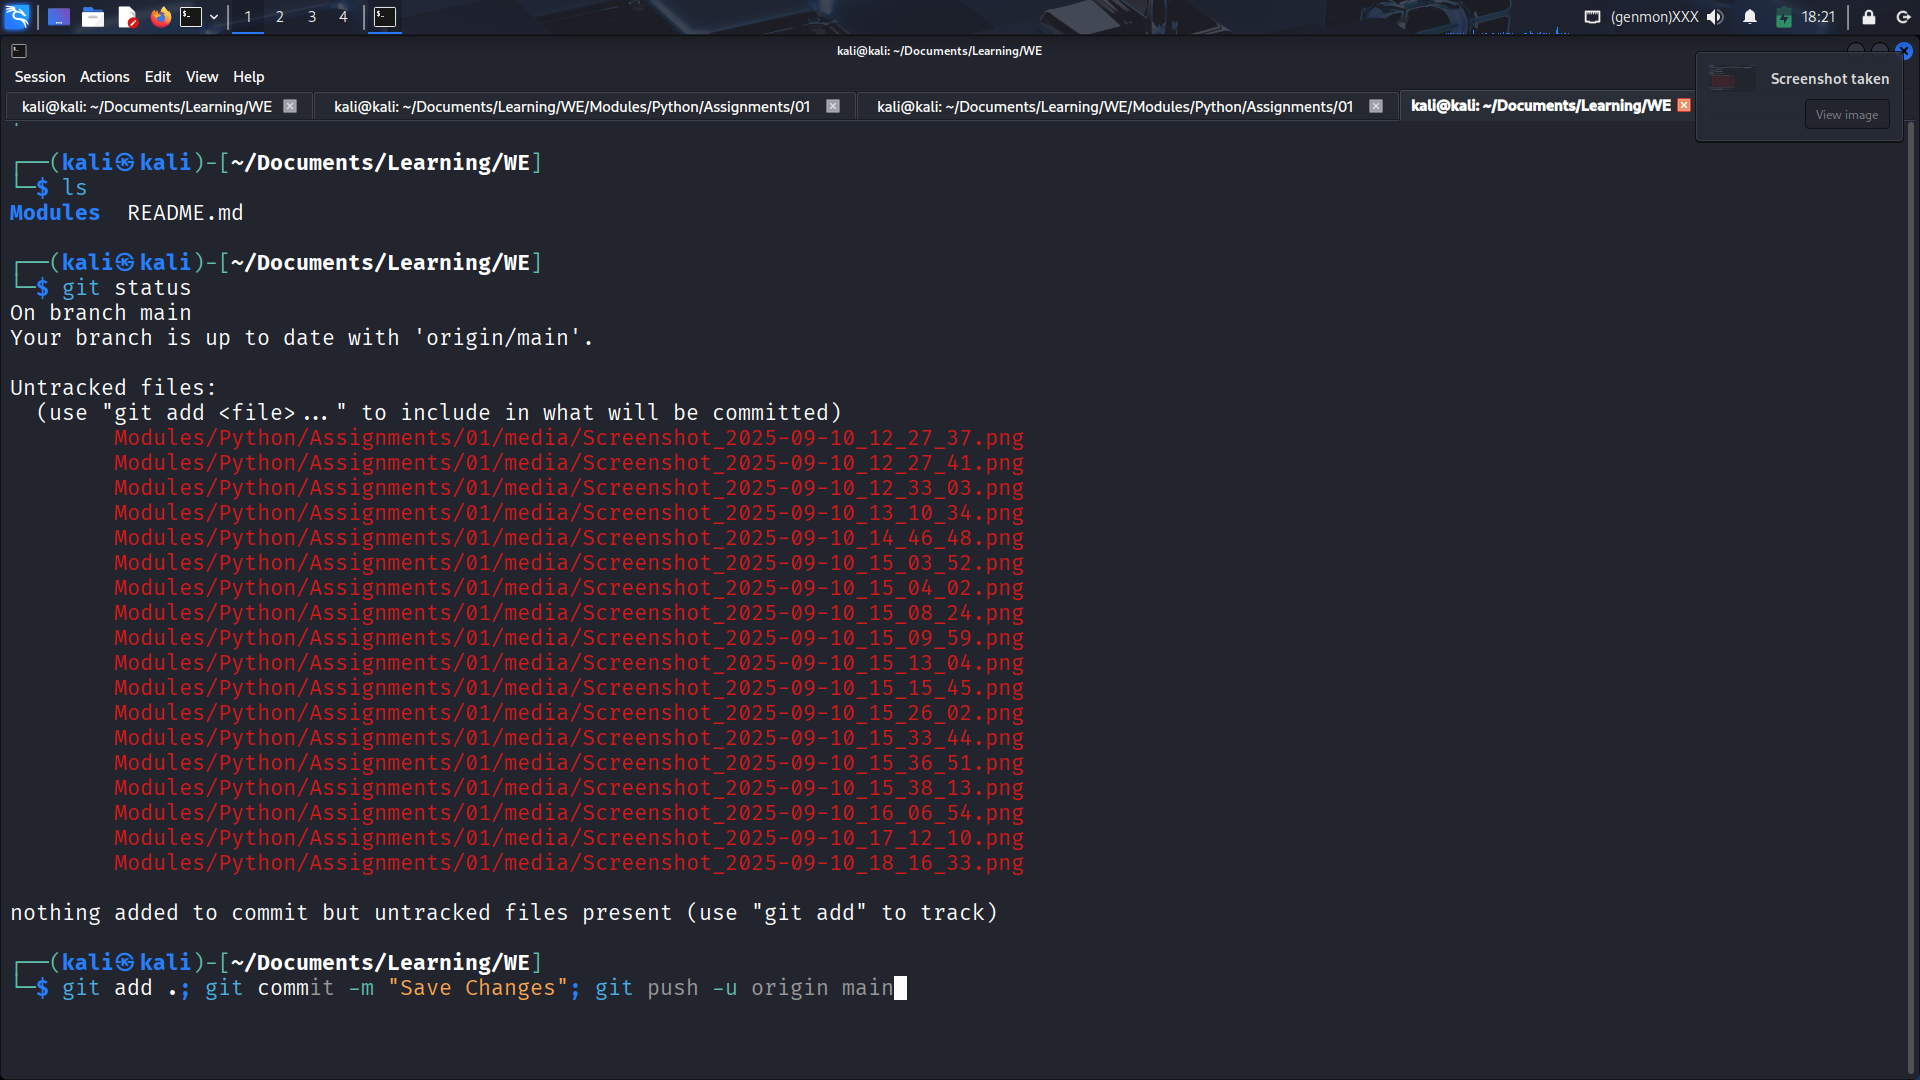 1 2 3 4 (genmon)XXX 18:21
kali@kali: ~/Documents/Learning/WE
Session Actions Edit View Help
Screenshot taken
View image
kali@kali: ~/Documents/Learning/WE kali@kali: ~/Documents/Learning/WE/Modules/Python/Assignments/01 kali@kali: ~/Documents/Learning/WE/Modules/Python/Assignments/01 kali@kali: ~/Documents/Learning/WE
┌──(kali㉿kali)-[~/Documents/Learning/WE]
└─$ ls
Modules README.md
┌──(kali㉿kali)-[~/Documents/Learning/WE]
└─$ git status
On branch main
Your branch is up to date with 'origin/main'.
Untracked files:
(use "git add <file>..." to include in what will be committed)
Modules/Python/Assignments/01/media/Screenshot_2025-09-10_12_27_37.png
Modules/Python/Assignments/01/media/Screenshot_2025-09-10_12_27_41.png
Modules/Python/Assignments/01/media/Screenshot_2025-09-10_12_33_03.png
Modules/Python/Assignments/01/media/Screenshot_2025-09-10_13_10_34.png
Modules/Python/Assignments/01/media/Screenshot_2025-09-10_14_46_48.png
Modules/Python/Assignments/01/media/Screenshot_2025-09-10_15_03_52.png
Modules/Python/Assignments/01/media/Screenshot_2025-09-10_15_04_02.png
Modules/Python/Assignments/01/media/Screenshot_2025-09-10_15_08_24.png
Modules/Python/Assignments/01/media/Screenshot_2025-09-10_15_09_59.png
Modules/Python/Assignments/01/media/Screenshot_2025-09-10_15_13_04.png
Modules/Python/Assignments/01/media/Screenshot_2025-09-10_15_15_45.png
Modules/Python/Assignments/01/media/Screenshot_2025-09-10_15_26_02.png
Modules/Python/Assignments/01/media/Screenshot_2025-09-10_15_33_44.png
Modules/Python/Assignments/01/media/Screenshot_2025-09-10_15_36_51.png
Modules/Python/Assignments/01/media/Screenshot_2025-09-10_15_38_13.png
Modules/Python/Assignments/01/media/Screenshot_2025-09-10_16_06_54.png
Modules/Python/Assignments/01/media/Screenshot_2025-09-10_17_12_10.png
Modules/Python/Assignments/01/media/Screenshot_2025-09-10_18_16_33.png
nothing added to commit but untracked files present (use "git add" to track)
┌──(kali㉿kali)-[~/Documents/Learning/WE]
└─$ git add .; git commit -m "Save Changes"; git push -u origin main